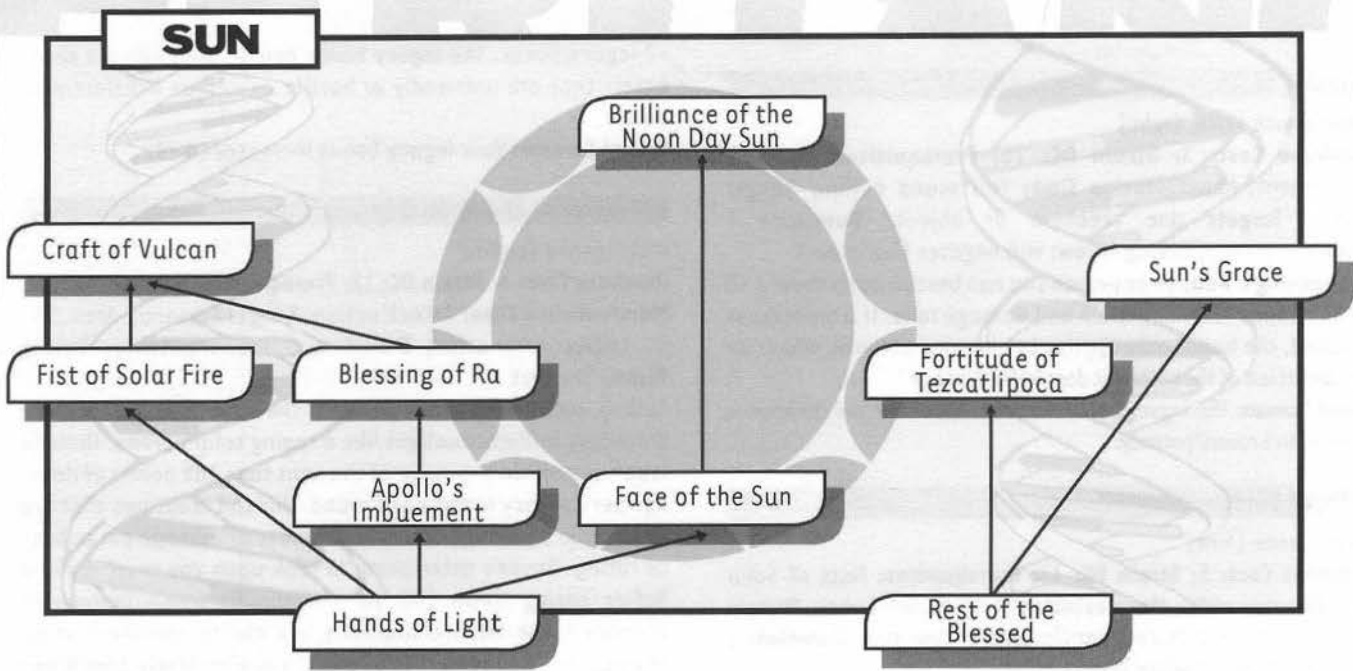 SUN
Brilliance of the
Noon Day Sun
Craft of Vulcan
Sun's Grace
Fist of Solar Fire
Blessing of Ra
Fortitude of
Tezcatlipoca
Apollo's
Imbuement
Face of the Sun
Hands of Light
Rest of the
Blessed